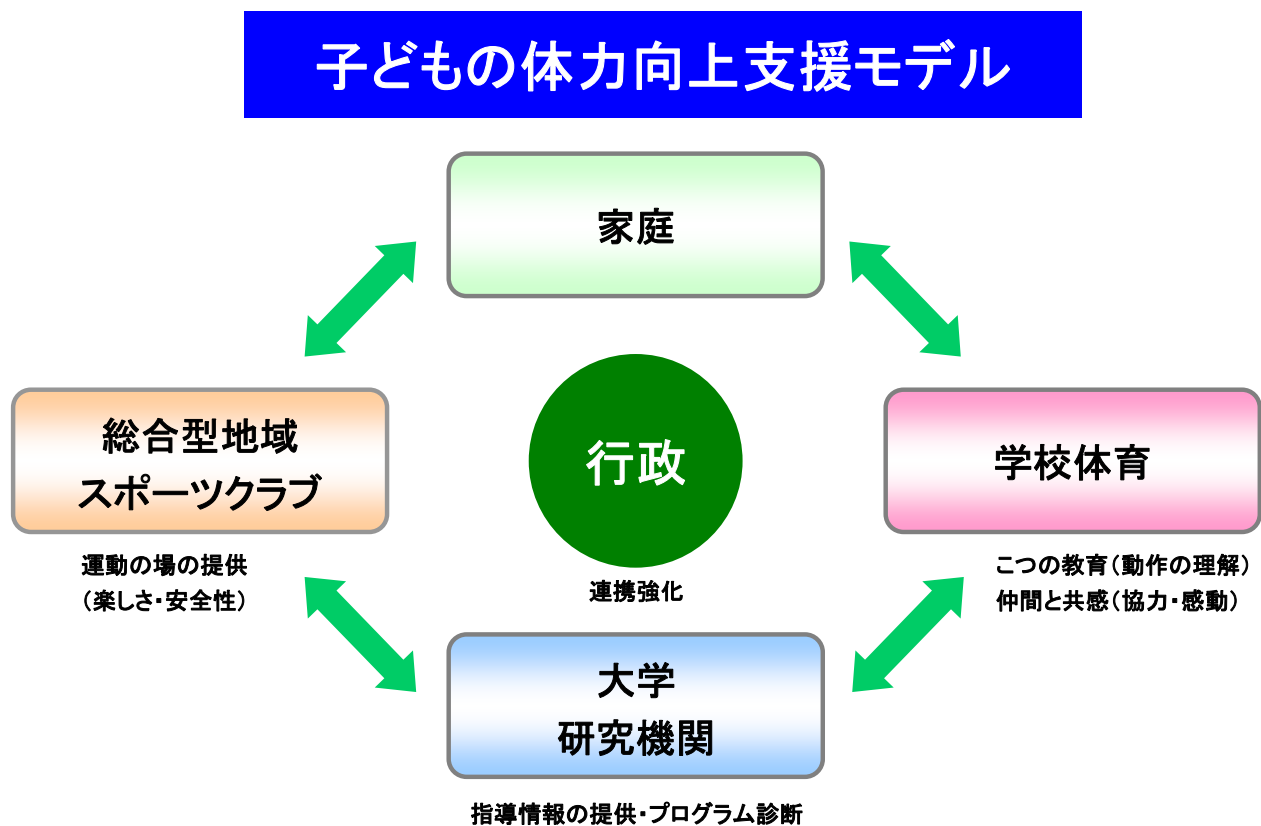 子どもの体力向上支援モデル
家庭
総合型地域
スポーツクラブ
運動の場の提供
（楽しさ・安全性）
行政
連携強化
学校体育
こつの教育（動作の理解）
仲間と共感（協力・感動）
大学
研究機関
指導情報の提供・プログラム診断